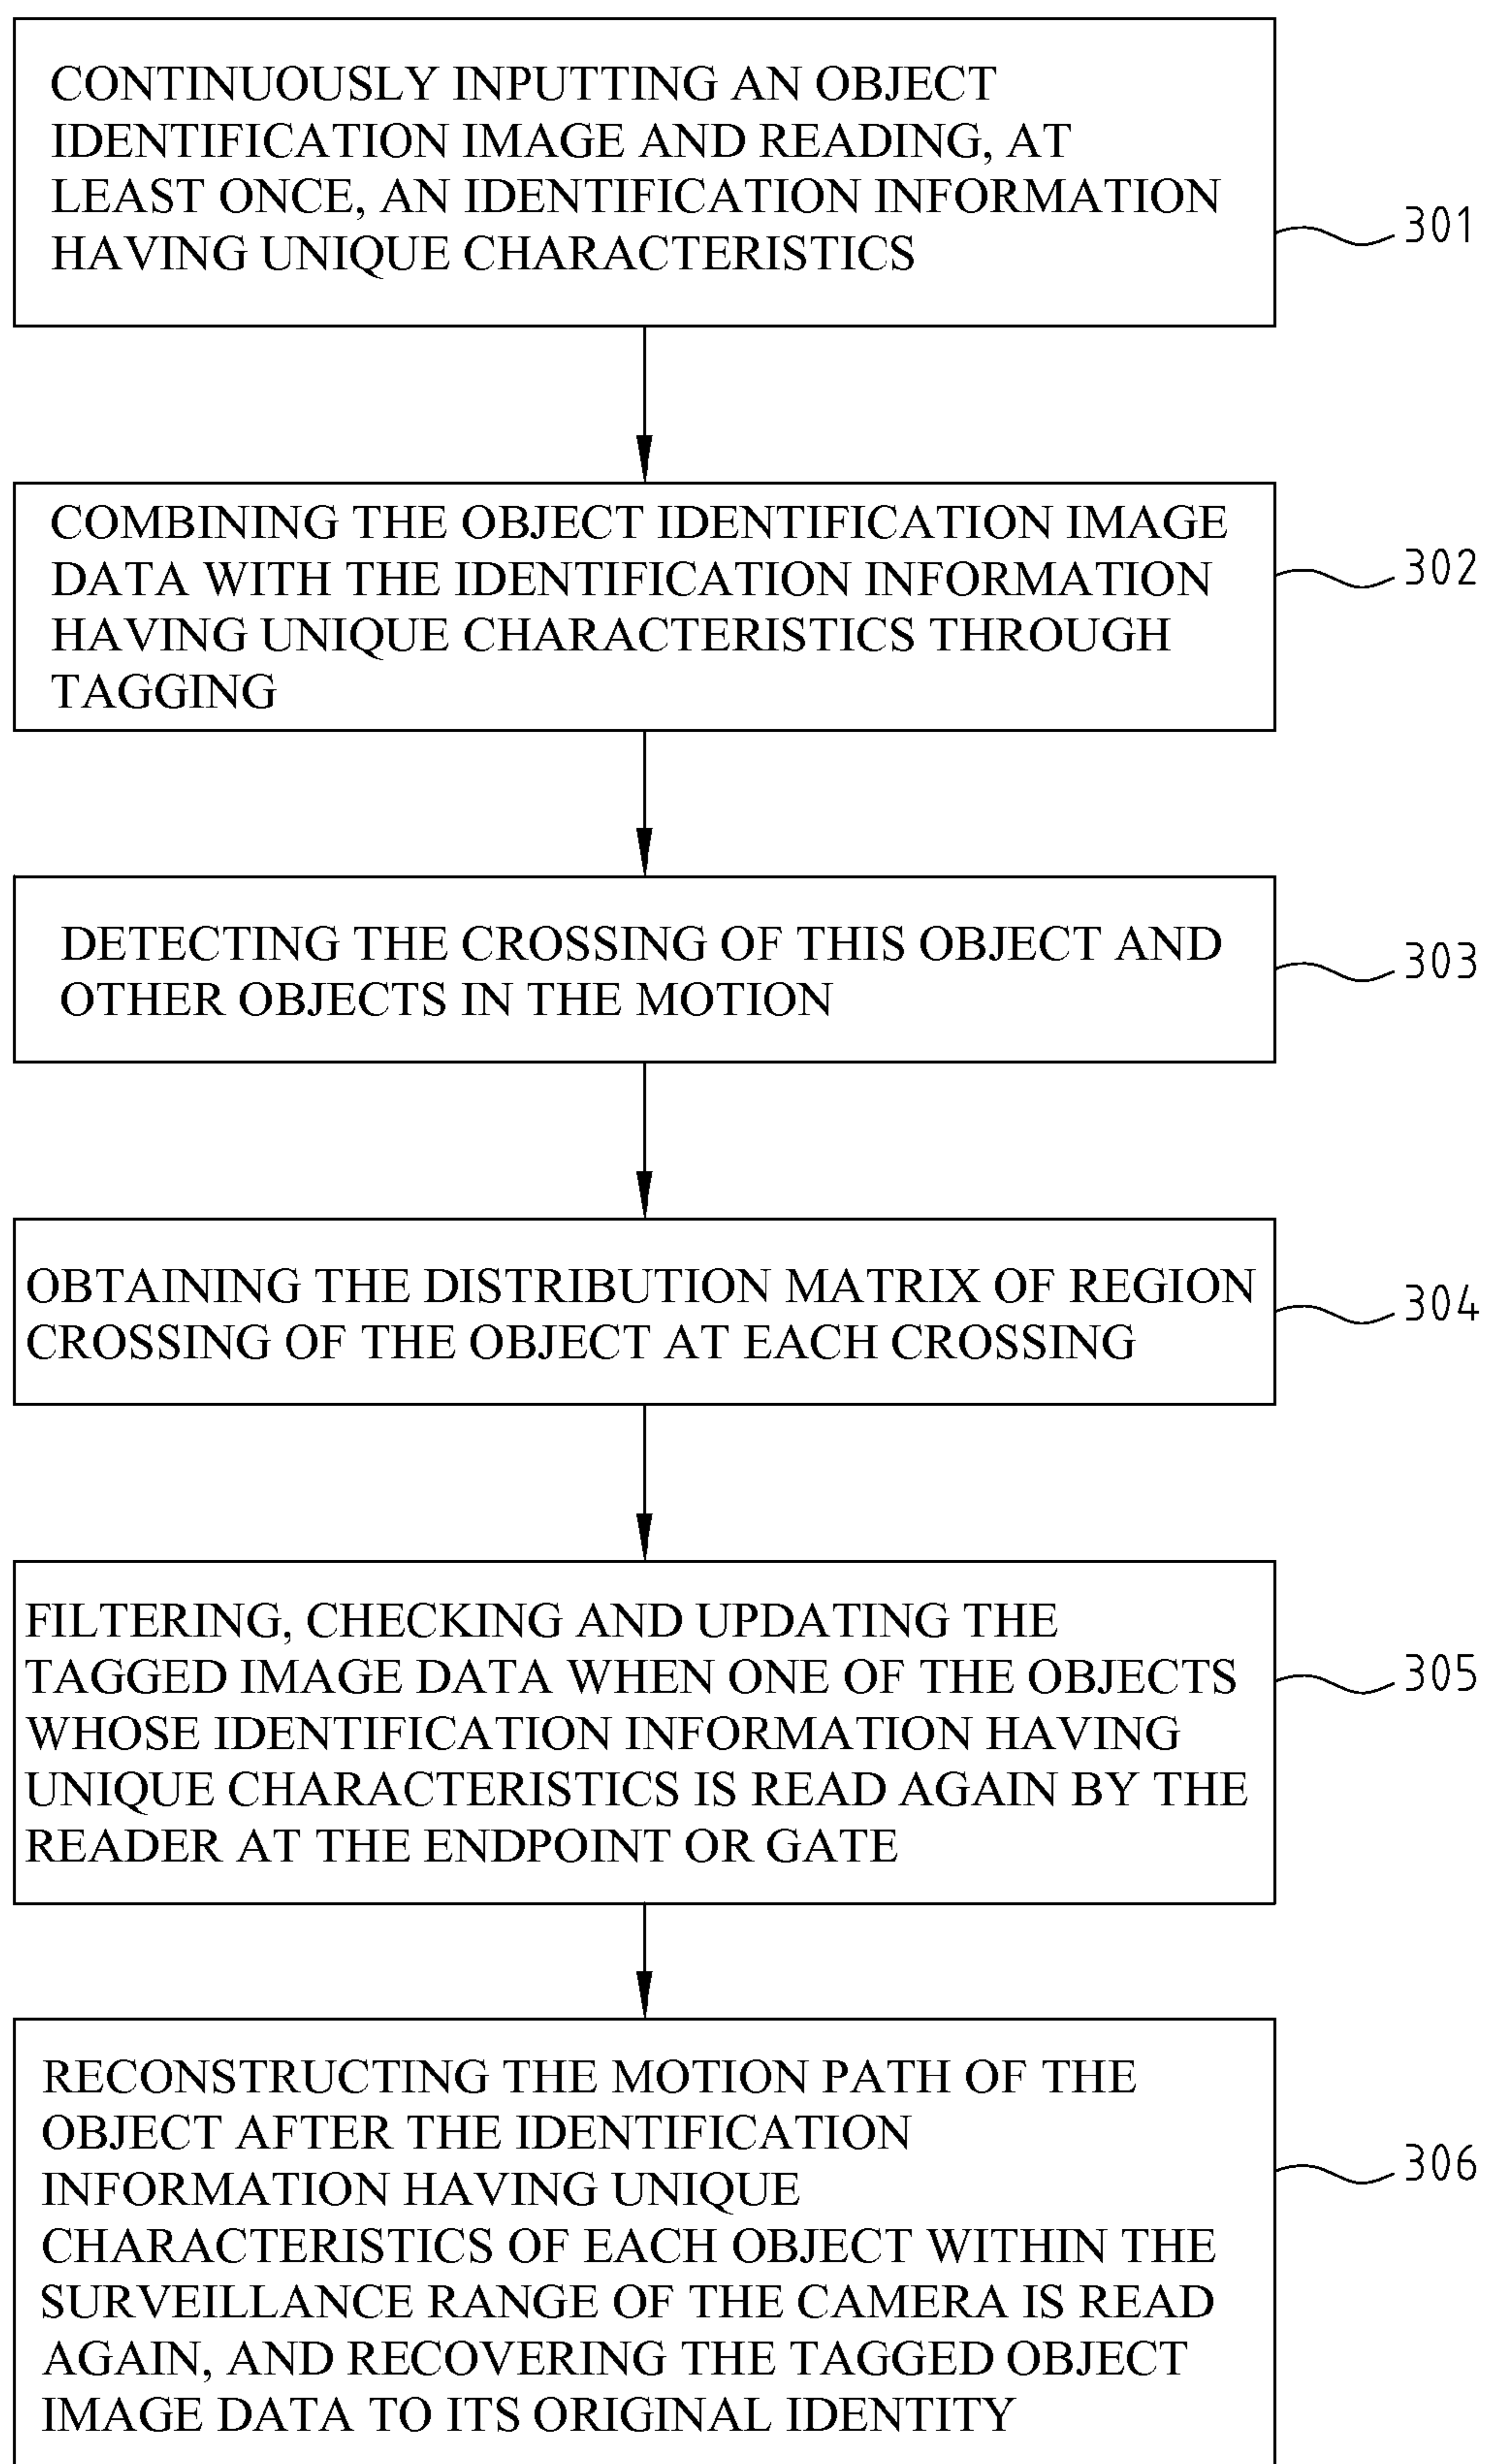 CONTINUOUSLY INPUTTING AN OBJECT
IDENTIFICATION IMAGE AND READING, AT
LEAST ONCE, AN IDENTIFICATION INFORMATION
HAVING UNIQUE CHARACTERISTICS
301
COMBINING THE OBJECT IDENTIFICATION IMAGE
DATA WITH THE IDENTIFICATION INFORMATION
HAVING UNIQUE CHARACTERISTICS THROUGH
TAGGING
302
DETECTING THE CROSSING OF THIS OBJECT AND
OTHER OBJECTS IN THE MOTION
303
OBTAINING THE DISTRIBUTION MATRIX OF REGION
CROSSING OF THE OBJECT AT EACH CROSSING
304
FILTERING, CHECKING AND UPDATING THE
TAGGED IMAGE DATA WHEN ONE OF THE OBJECTS
WHOSE IDENTIFICATION INFORMATION HAVING
UNIQUE CHARACTERISTICS IS READ AGAIN BY THE
READER AT THE ENDPOINT OR GATE
305
RECONSTRUCTING THE MOTION PATH OF THE
OBJECT AFTER THE IDENTIFICATION
INFORMATION HAVING UNIQUE
CHARACTERISTICS OF EACH OBJECT WITHIN THE
SURVEILLANCE RANGE OF THE CAMERA IS READ
AGAIN, AND RECOVERING THE TAGGED OBJECT
IMAGE DATA TO ITS ORIGINAL IDENTITY
306